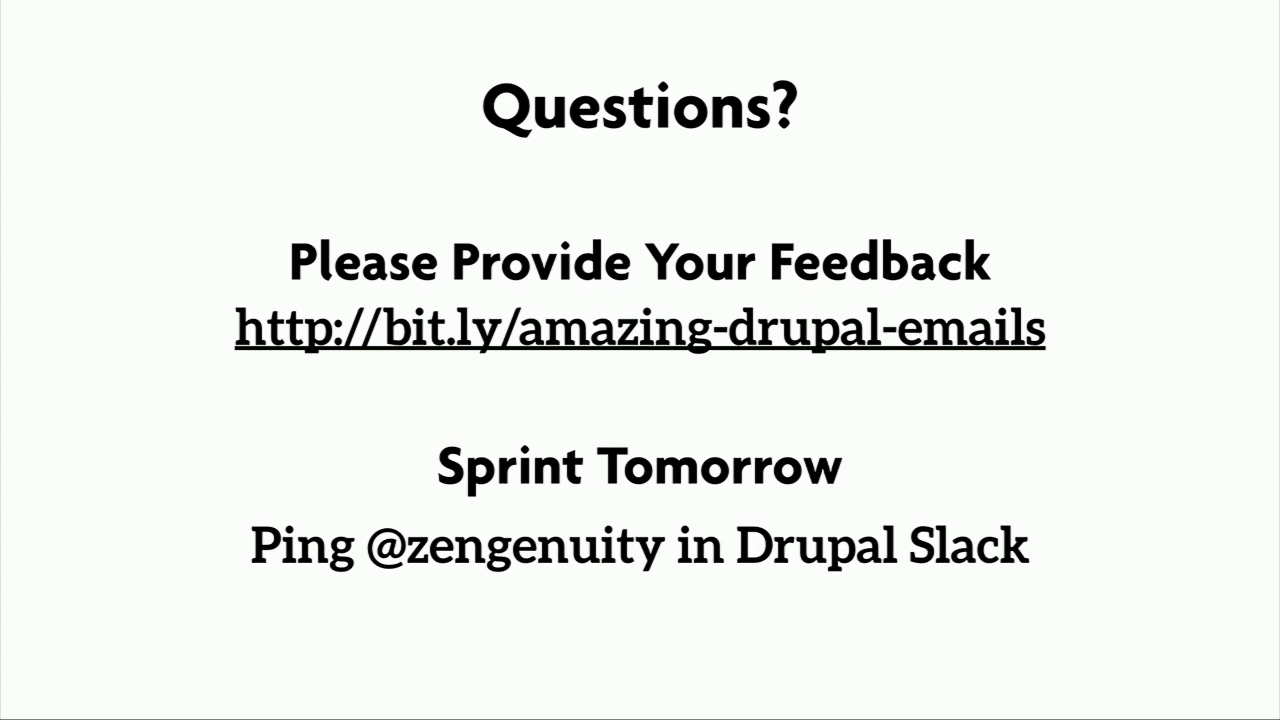 Questions?
Please Provide Your Feedback
http://bit.ly/amazing-drupal-emails
Sprint Tomorrow
Ping @zengenuity in Drupal Slack